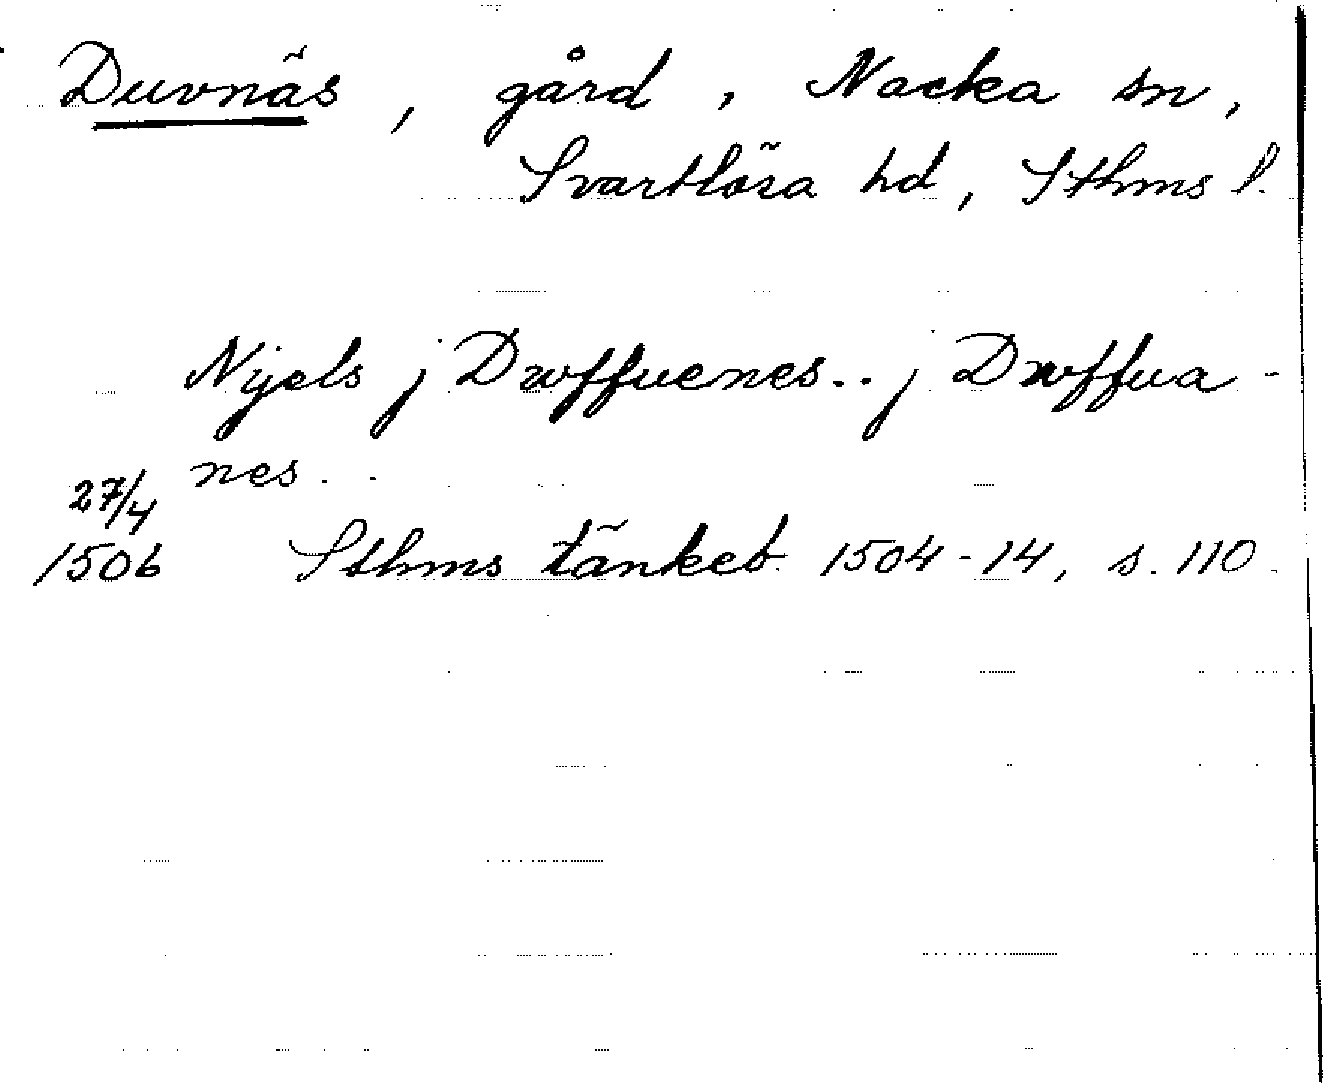 Duvnäs, gård, Nacka sn,
Svartlösa hd, Sthms l.
Nijels j Dwffuenes.. j Dwffua-
nes..
27/4
1506 Sthms tänkeb. 1504-14, s. 110.